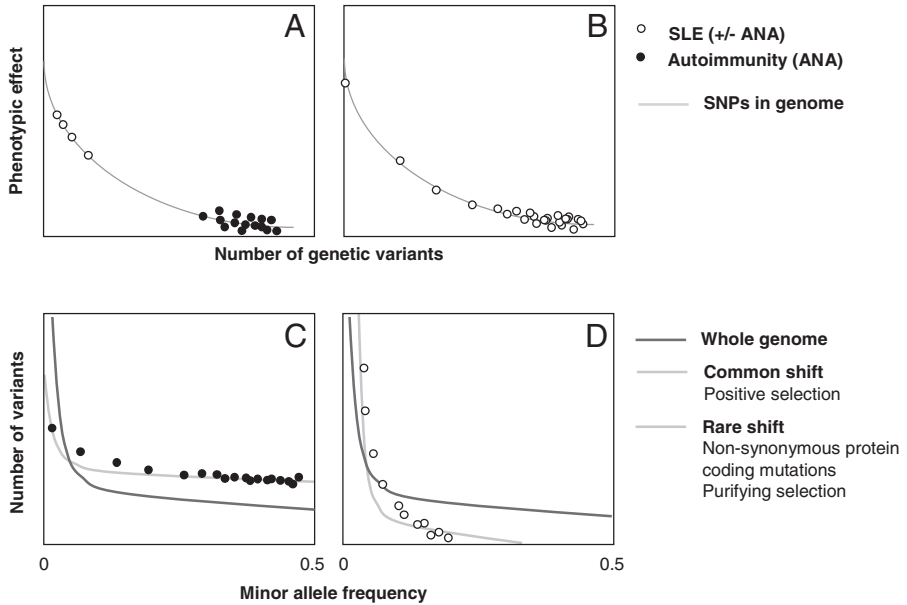 A
B
SLE (+/- ANA)
Autoimmunity (ANA)
SNPs in genome
Phenotypic effect
Number of genetic variants
C
D
Whole genome
Common shift
Positive selection
Rare shift
Non-synonymous protein
coding mutations
Purifying selection
Number of variants
0
0.5
0
0.5
Minor allele frequency